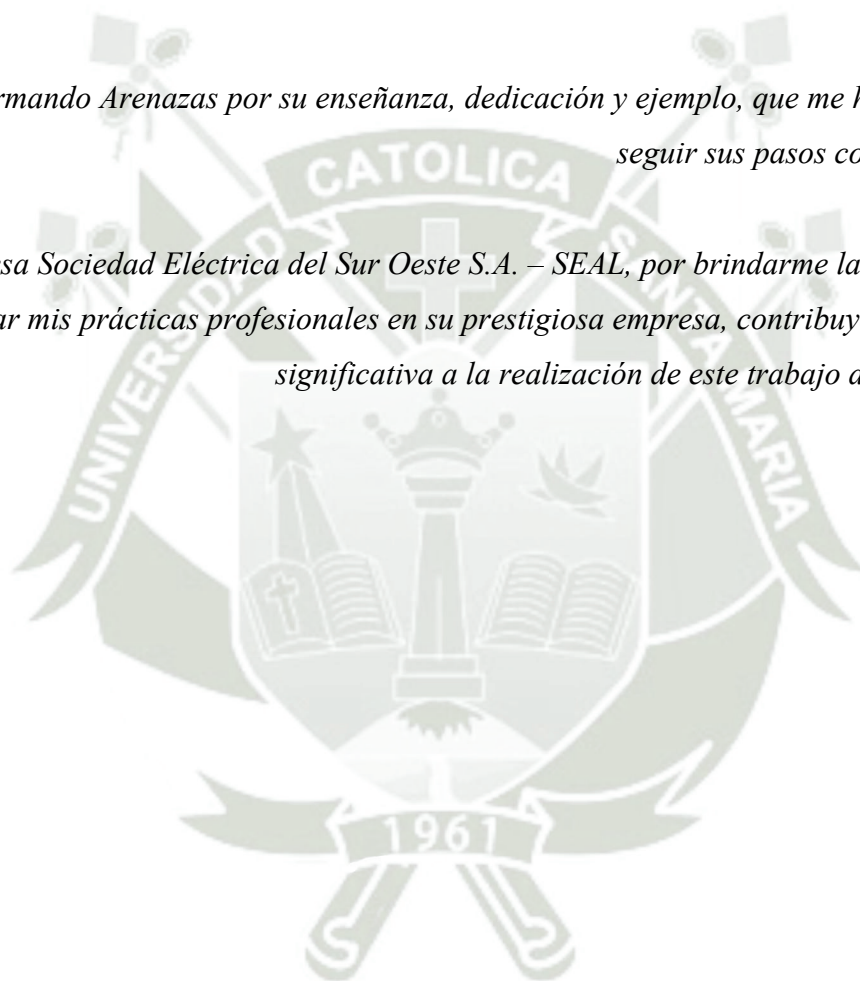 rmando Arenazas por su enseñanza, dedicación y ejemplo, que me h
seguir sus pasos co
esa Sociedad Eléctrica del Sur Oeste S.A. – SEAL, por brindarme la
ar mis prácticas profesionales en su prestigiosa empresa, contribuy
significativa a la realización de este trabajo d
UNIVERSIDAD CATOLICA SANTA MARIA
1961